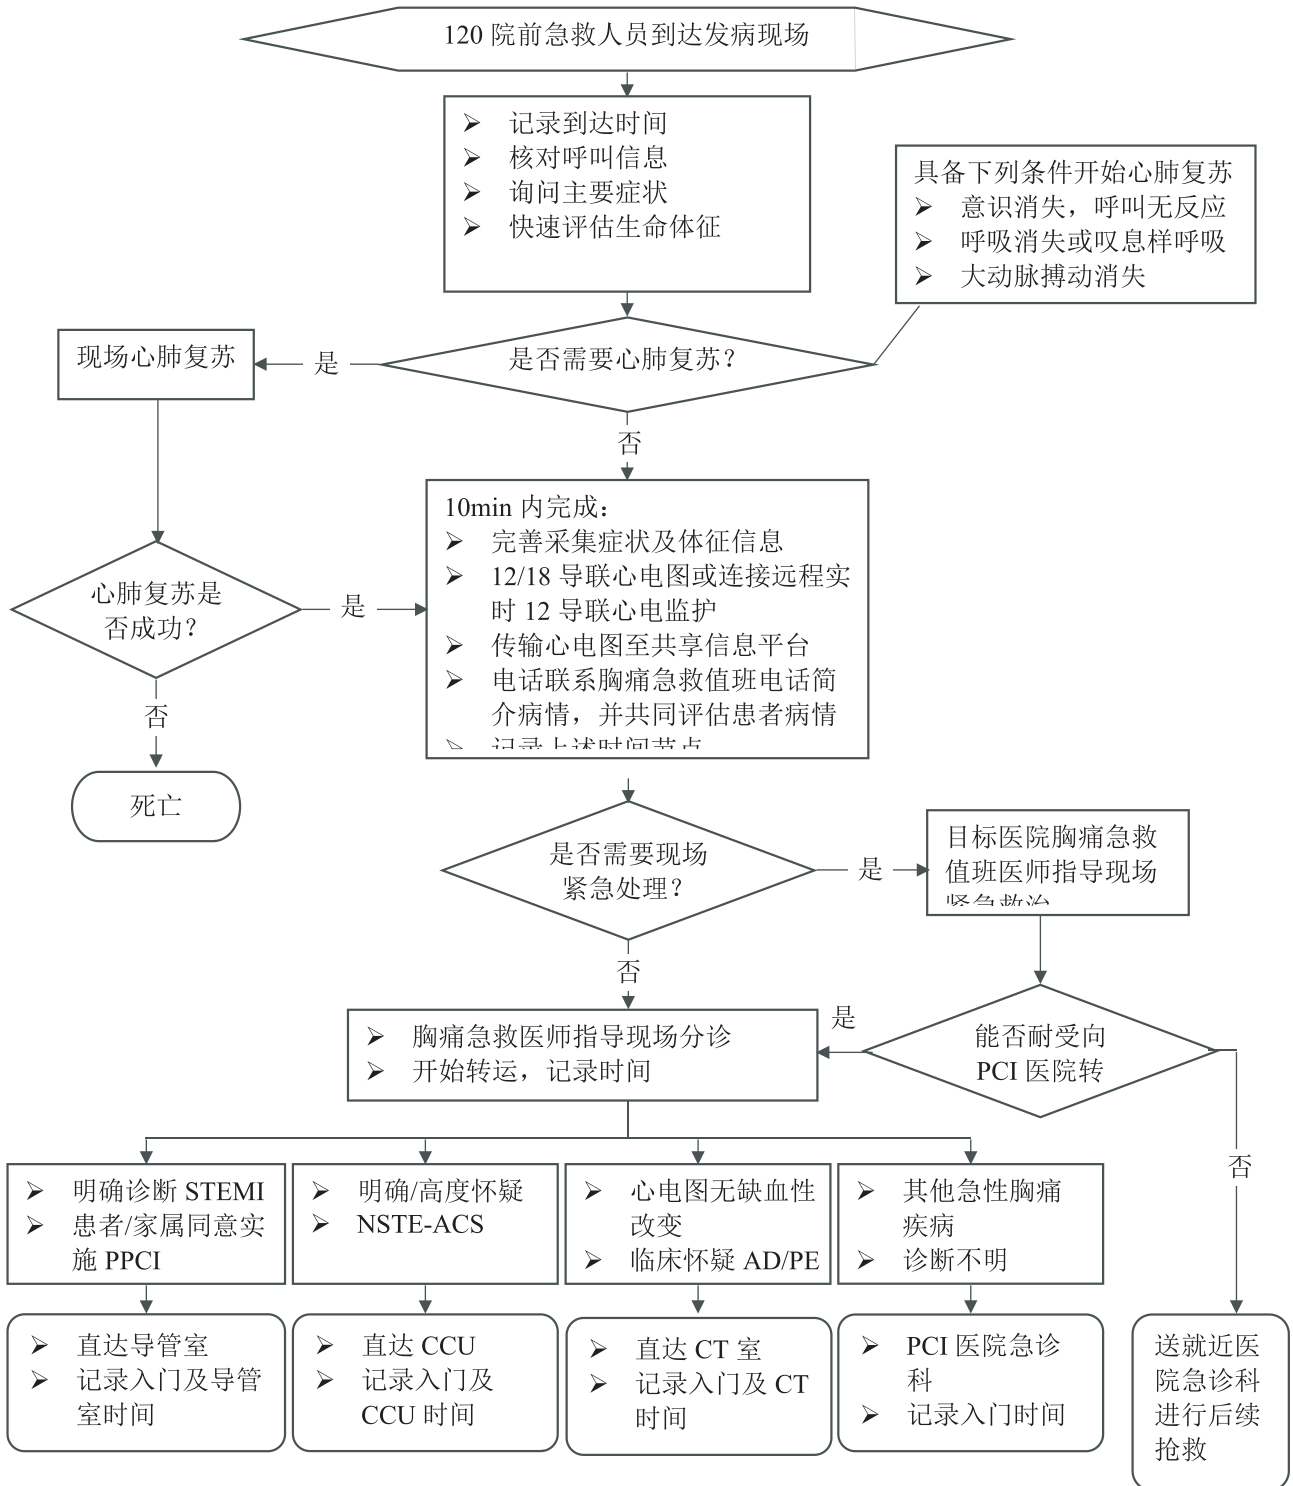 120 院前急救人员到达发病现场
➢ 记录到达时间
➢ 核对呼叫信息
➢ 询问主要症状
➢ 快速评估生命体征
具备下列条件开始心肺复苏
➢ 意识消失，呼叫无反应
➢ 呼吸消失或叹息样呼吸
➢ 大动脉搏动消失
是否需要心肺复苏？
是
现场心肺复苏
否
10min 内完成：
➢ 完善采集症状及体征信息
➢ 12/18 导联心电图或连接远程实
时 12 导联心电监护
➢ 传输心电图至共享信息平台
➢ 电话联系胸痛急救值班电话简
介病情，并共同评估患者病情
➢ 记录上述时间节点
心肺复苏是
否成功？
是
否
死亡
是否需要现场
紧急处理？
是
目标医院胸痛急救
值班医师指导现场
紧急救治
否
➢ 胸痛急救医师指导现场分诊
➢ 开始转运，记录时间
是
能否耐受向
PCI 医院转
否
➢ 明确诊断 STEMI
➢ 患者/家属同意实
施 PPCI
➢ 明确/高度怀疑
➢ NSTE-ACS
➢ 心电图无缺血性
改变
➢ 临床怀疑 AD/PE
➢ 其他急性胸痛
疾病
➢ 诊断不明
➢ 直达导管室
➢ 记录入门及导管
室时间
➢ 直达 CCU
➢ 记录入门及
CCU 时间
➢ 直达 CT 室
➢ 记录入门及 CT
时间
➢ PCI 医院急诊
科
➢ 记录入门时间
送就近医
院急诊科
进行后续
抢救